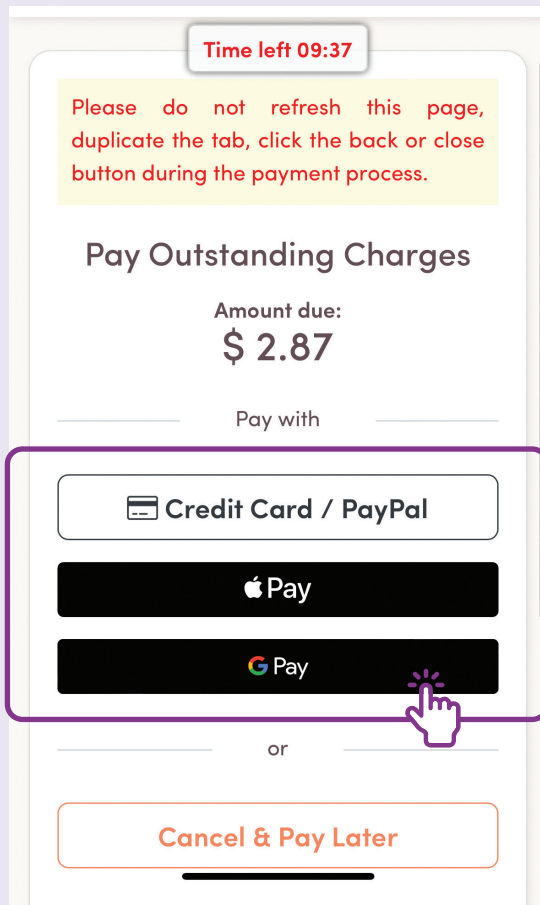 Time left 09:37
Please do not refresh this page,
duplicate the tab, click the back or close
button during the payment process.
Pay Outstanding Charges
Amount due:
$ 2.87
Pay with
Credit Card / PayPal
Pay
G Pay
or
Cancel & Pay Later